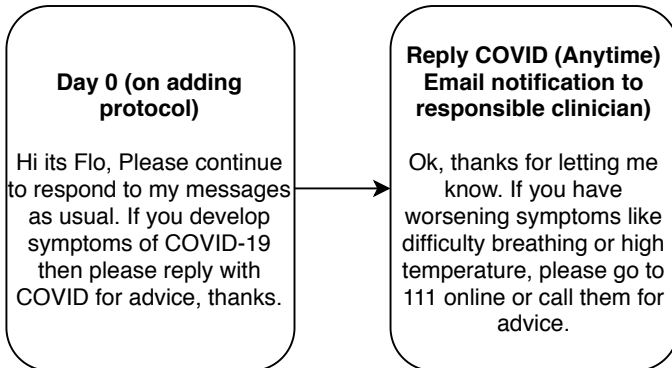 Day 0 (on adding
protocol)
Hi its Flo, Please continue
to respond to my messages
as usual. If you develop
symptoms of COVID-19
then please reply with
COVID for advice, thanks.
Reply COVID (Anytime)
Email notification to
responsible clinician)
Ok, thanks for letting me
know. If you have
worsening symptoms like
difficulty breathing or high
temperature, please go to
111 online or call them for
advice.